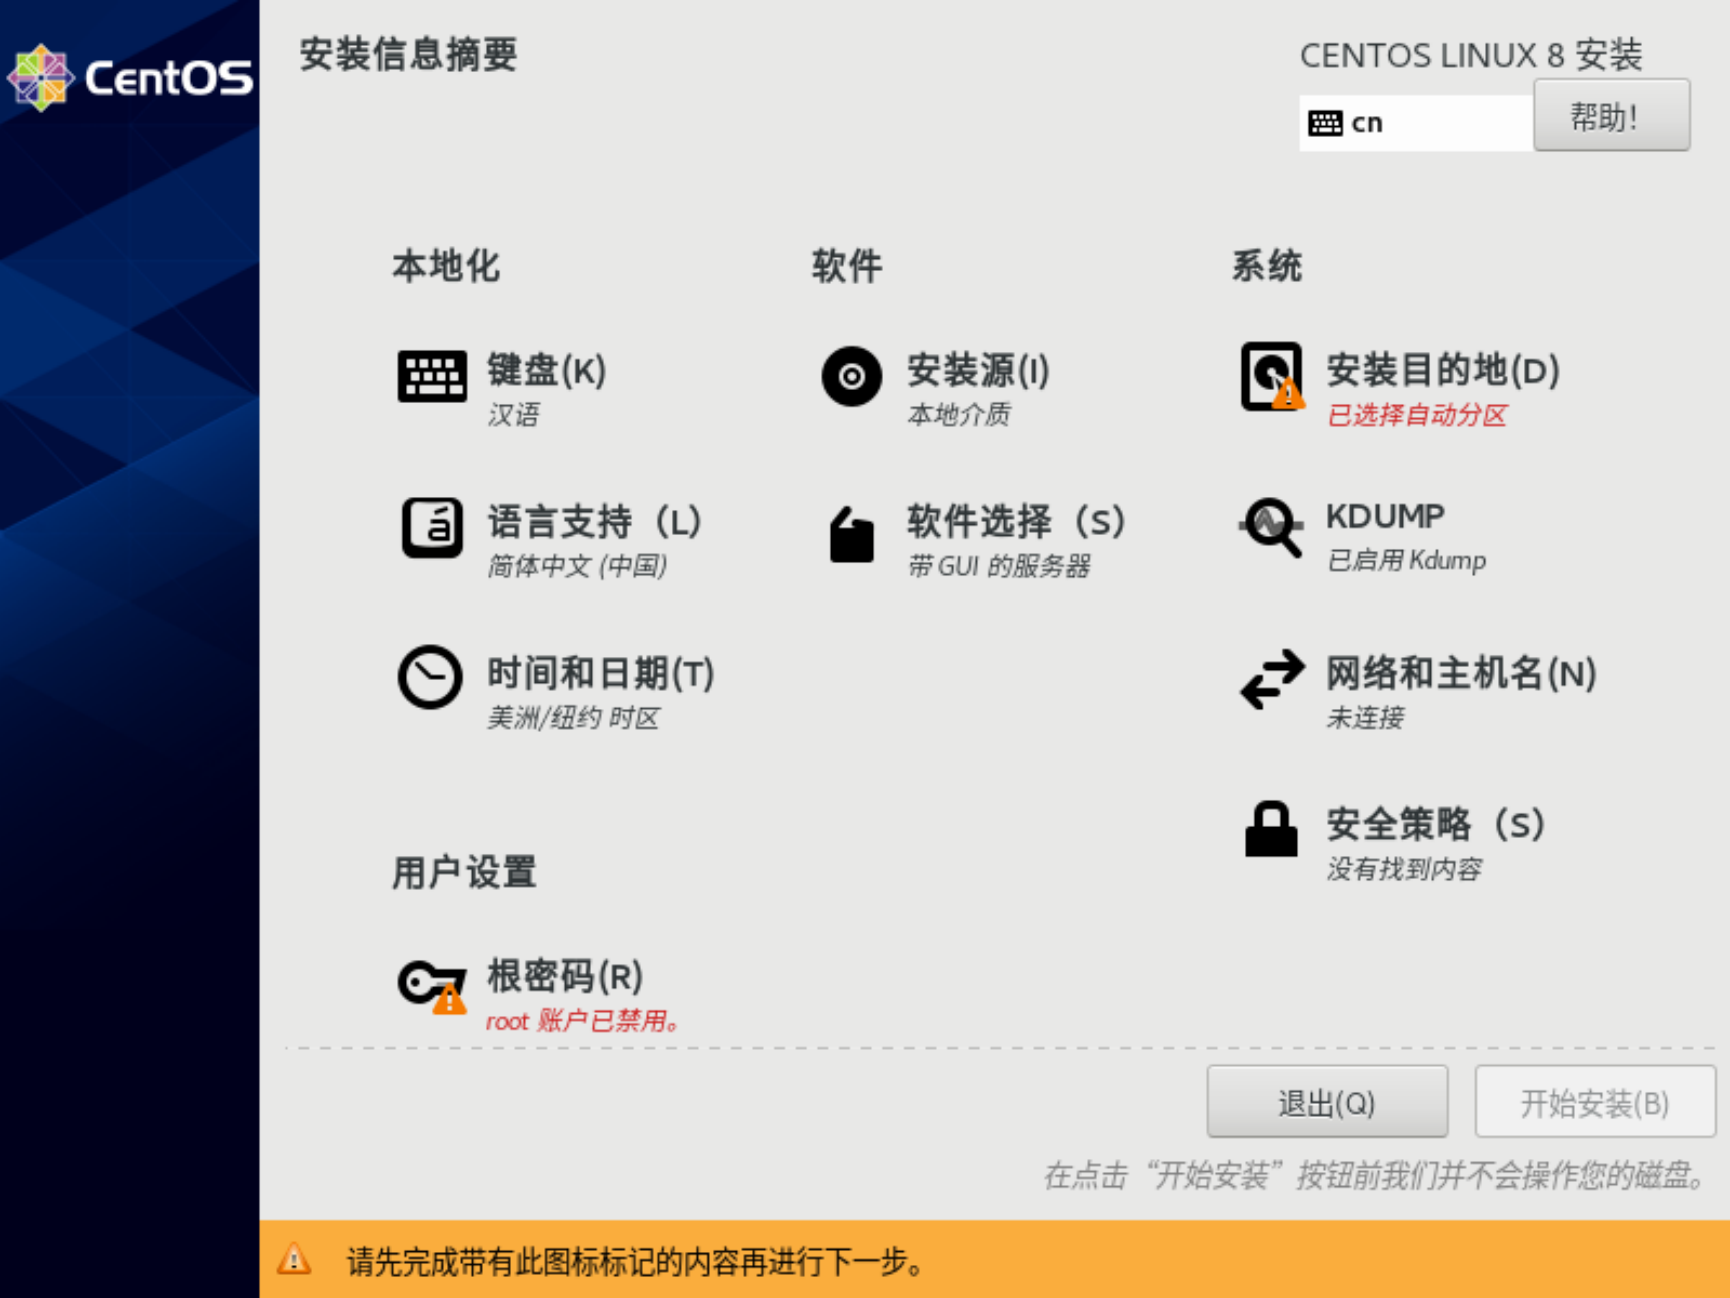 CentOS
安装信息摘要
CENTOS LINUX 8 安装
cn
帮助!
本地化
键盘(K)
汉语
语言支持（L）
简体中文 (中国)
时间和日期(T)
美洲/纽约 时区
软件
安装源(I)
本地介质
软件选择（S）
带 GUI 的服务器
系统
安装目的地(D)
已选择自动分区
KDUMP
已启用 Kdump
网络和主机名(N)
未连接
安全策略（S）
没有找到内容
用户设置
根密码(R)
root 账户已禁用。
退出(Q)
开始安装(B)
在点击“开始安装”按钮前我们并不会操作您的磁盘。
请先完成带有此图标标记的内容再进行下一步。